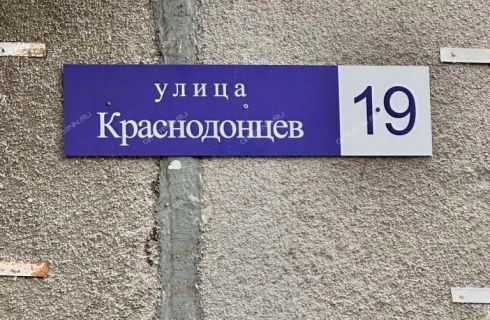 улица
Краснодонцев
19